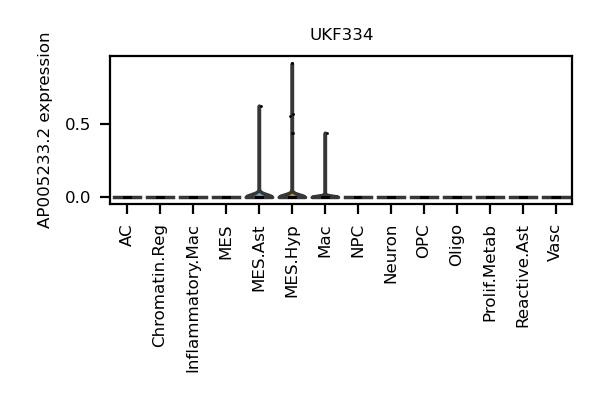 UKF334
AP005233.2 expression
0.5
0.0
AC
Chromatin.Reg
Inflammatory.Mac
MES
MES.Ast
MES.Hyp
Mac
NPC
Neuron
OPC
Oligo
Prolif.Metab
Reactive.Ast
Vasc